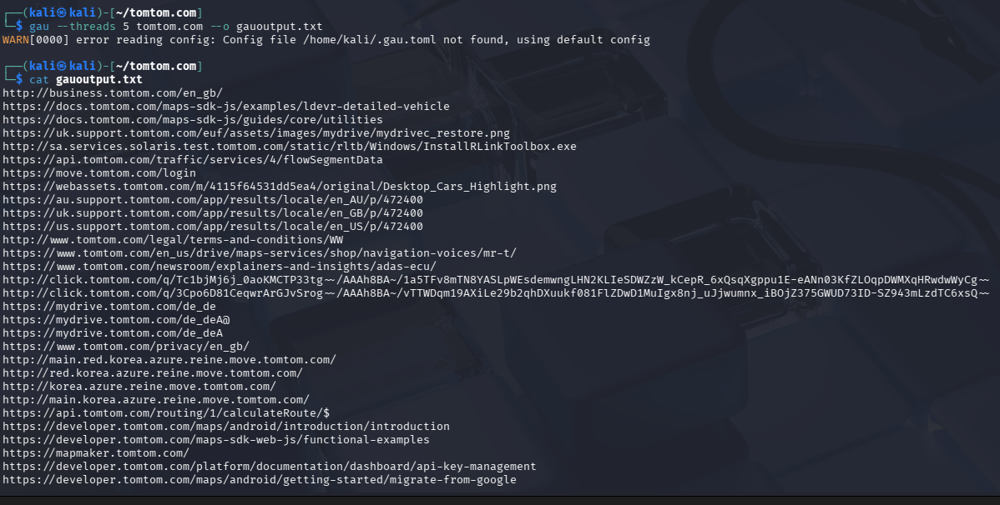 ┌──(kali㉿kali)-[~/tomtom.com]
└─$ gau --threads 5 tomtom.com --o gauoutput.txt
WARN[0000] error reading config: Config file /home/kali/.gau.toml not found, using default config
┌──(kali㉿kali)-[~/tomtom.com]
└─$ cat gauoutput.txt
http://business.tomtom.com/en_gb/
https://docs.tomtom.com/maps-sdk-js/examples/ldevr-detailed-vehicle
https://docs.tomtom.com/maps-sdk-js/guides/core/utilities
https://uk.support.tomtom.com/euf/assets/images/mydrive/mydrivec_restore.png
http://sa.services.solaris.test.tomtom.com/static/rltb/Windows/InstallRLinkToolbox.exe
https://api.tomtom.com/traffic/services/4/flowSegmentData
https://move.tomtom.com/login
https://webassets.tomtom.com/m/4115f64531dd5ea4/original/Desktop_Cars_Highlight.png
https://au.support.tomtom.com/app/results/locale/en_AU/p/472400
https://uk.support.tomtom.com/app/results/locale/en_GB/p/472400
https://us.support.tomtom.com/app/results/locale/en_US/p/472400
http://www.tomtom.com/legal/terms-and-conditions/WW
https://www.tomtom.com/en_us/drive/maps-services/shop/navigation-voices/mr-t/
https://www.tomtom.com/newsroom/explainers-and-insights/adas-ecu/
http://click.tomtom.com/q/Tc1bjMj6j_0aoKMCTP33tg~~/AAAh8BA~/1a5TFv8mTN8YASLpWEsdemwngLHN2KLIeSDWZzW_kCepR_6xQsqXgppu1E-eANn03KfZLOqpDWMXqHRwdwWyCg~~
http://click.tomtom.com/q/3Cpo6D81CeqwrArGJvSrog~~/AAAh8BA~/vTTWDqm19AXiLe29b2qhDXuukf081FlZDwD1MuIgx8nj_uJjwumnx_iBOjZ375GWUD73ID-SZ943mLzdTC6xsQ~~
https://mydrive.tomtom.com/de_de
https://mydrive.tomtom.com/de_deA@
https://mydrive.tomtom.com/de_deA
https://www.tomtom.com/privacy/en_gb/
http://main.red.korea.azure.reine.move.tomtom.com/
http://red.korea.azure.reine.move.tomtom.com/
http://korea.azure.reine.move.tomtom.com/
http://main.korea.azure.reine.move.tomtom.com/
https://api.tomtom.com/routing/1/calculateRoute/$
https://developer.tomtom.com/maps/android/introduction/introduction
https://developer.tomtom.com/maps-sdk-web-js/functional-examples
https://mapmaker.tomtom.com/
https://developer.tomtom.com/platform/documentation/dashboard/api-key-management
https://developer.tomtom.com/maps/android/getting-started/migrate-from-google